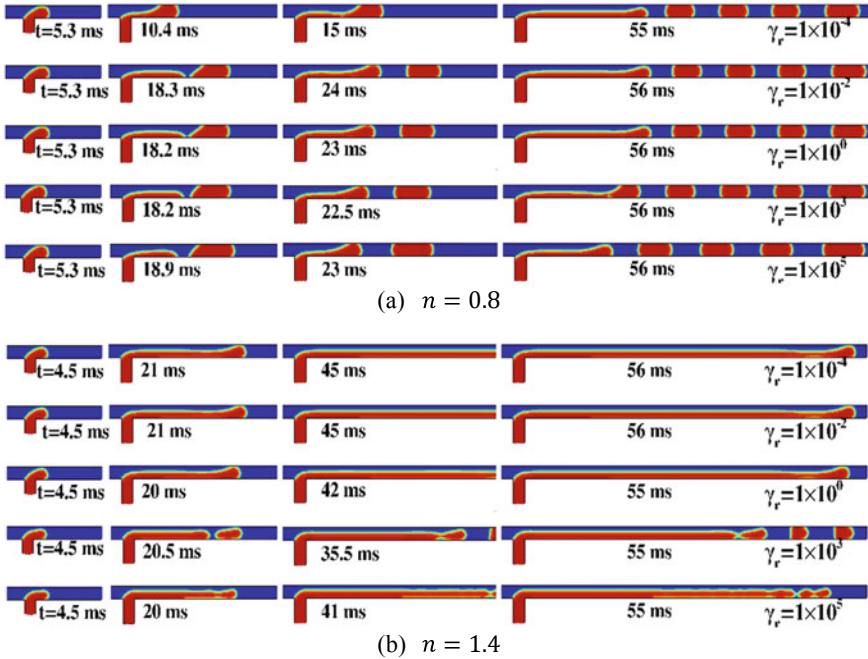 t=5.3 ms 10.4 ms 15 ms 55 ms γr=1×10⁻⁴
t=5.3 ms 18.3 ms 24 ms 56 ms γr=1×10⁻²
t=5.3 ms 18.2 ms 23 ms 56 ms γr=1×10⁰
t=5.3 ms 18.2 ms 22.5 ms 56 ms γr=1×10³
t=5.3 ms 18.9 ms 23 ms 56 ms γr=1×10⁵
(a) n = 0.8
t=4.5 ms 21 ms 45 ms 56 ms γr=1×10⁻⁴
t=4.5 ms 21 ms 45 ms 56 ms γr=1×10⁻²
t=4.5 ms 20 ms 42 ms 55 ms γr=1×10⁰
t=4.5 ms 20.5 ms 35.5 ms 55 ms γr=1×10³
t=4.5 ms 20 ms 41 ms 55 ms γr=1×10⁵
(b) n = 1.4